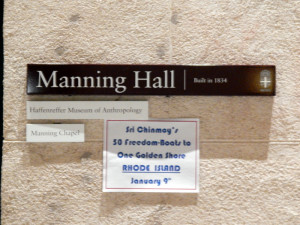 Manning Hall Built in 1834
Haffenreffer Museum of Anthropology
Manning Chapel
Sri Chinmoy's
50 Freedom-Boats to
One Golden Shore
RHODE ISLAND
January 9th